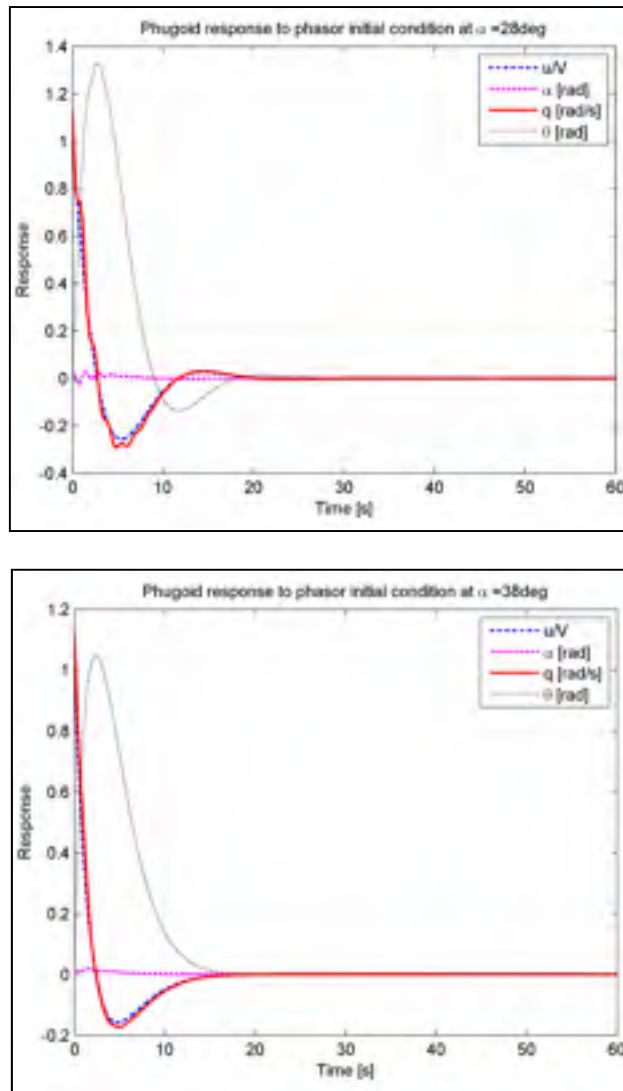 Phugoid response to phasor initial condition at α =28deg
1.4
1.2
1
0.8
0.6
0.4
0.2
0
-0.2
-0.4
Response
u/V
α [rad]
q [rad/s]
θ [rad]
0 10 20 30 40 50 60
Time [s]
Phugoid response to phasor initial condition at α =38deg
1.2
1
0.8
0.6
0.4
0.2
0
-0.2
Response
u/V
α [rad]
q [rad/s]
θ [rad]
0 10 20 30 40 50 60
Time [s]